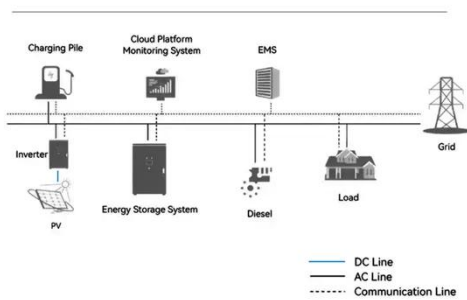 Charging Pile
Cloud Platform
Monitoring System
EMS
Grid
Inverter
PV
Energy Storage System
Diesel
Load
DC Line
AC Line
Communication Line